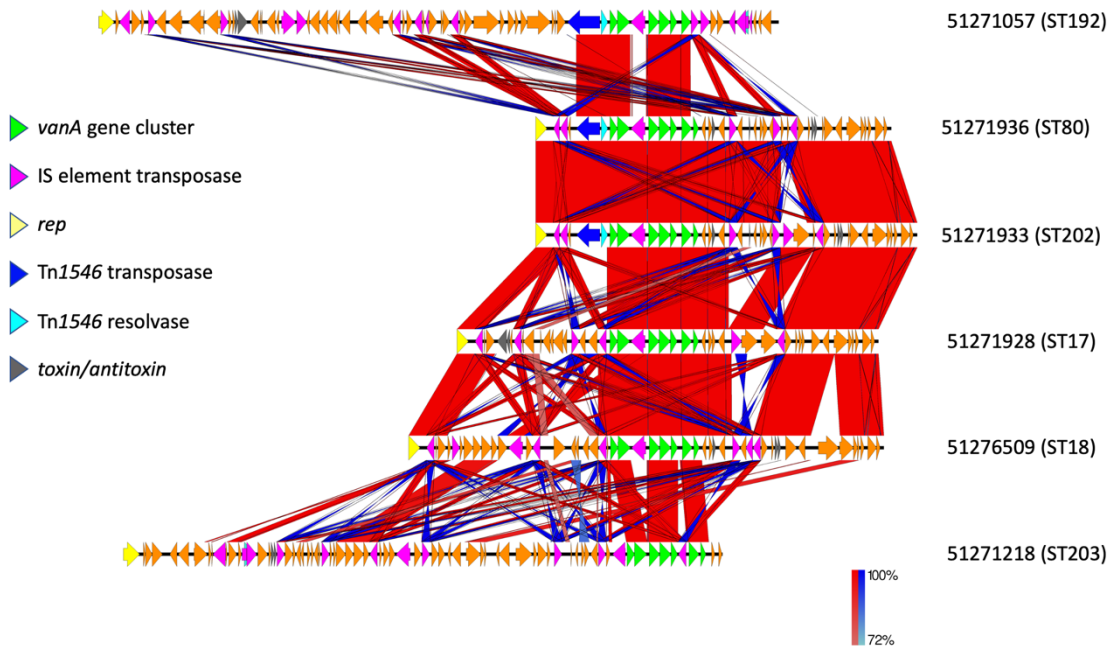 51271057 (ST192)
vanA gene cluster
51271936 (ST80)
IS element transposase
rep
51271933 (ST202)
Tn1546 transposase
Tn1546 resolvase
51271928 (ST17)
toxin/antitoxin
51276509 (ST18)
51271218 (ST203)
100%
72%